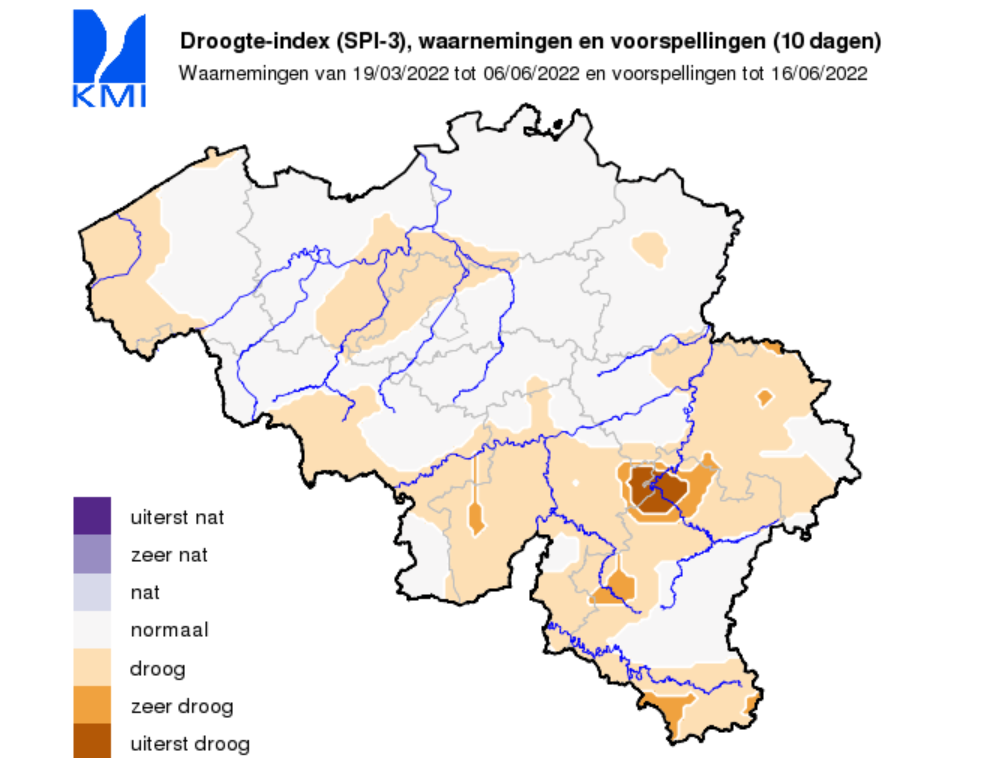 Droogte-index (SPI-3), waarnemingen en voorspellingen (10 dagen)
Waarnemingen van 19/03/2022 tot 06/06/2022 en voorspellingen tot 16/06/2022
KMI
uiterst nat
zeer nat
nat
normaal
droog
zeer droog
uiterst droog